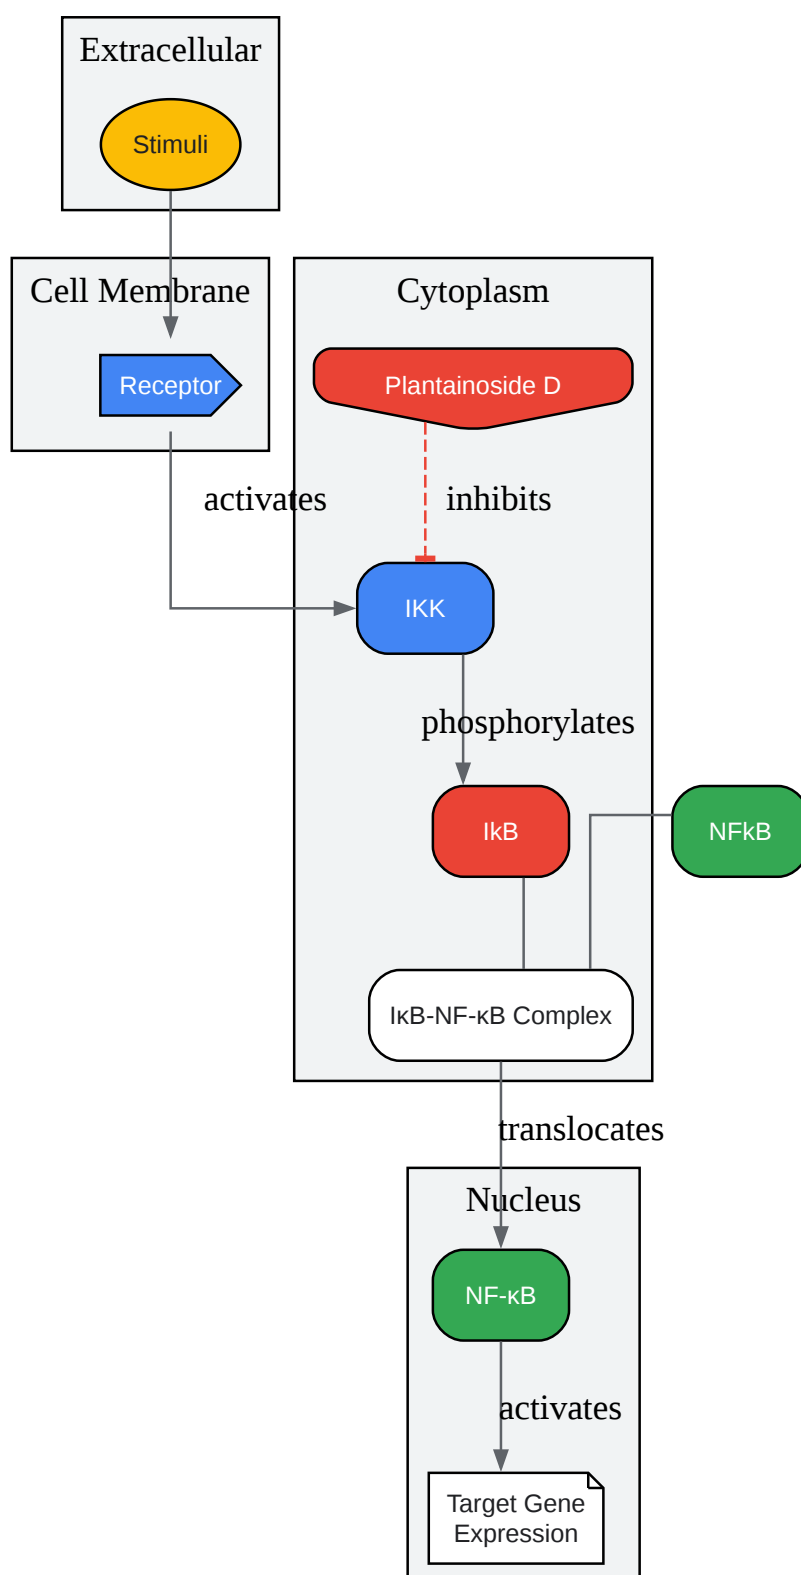 Extracellular
Stimuli
Cell Membrane
Cytoplasm
Receptor
Plantainoside D
activates
inhibits
IKK
phosphorylates
IkB
NFkB
IκB-NF-κB Complex
translocates
Nucleus
NF-κB
activates
Target Gene
Expression